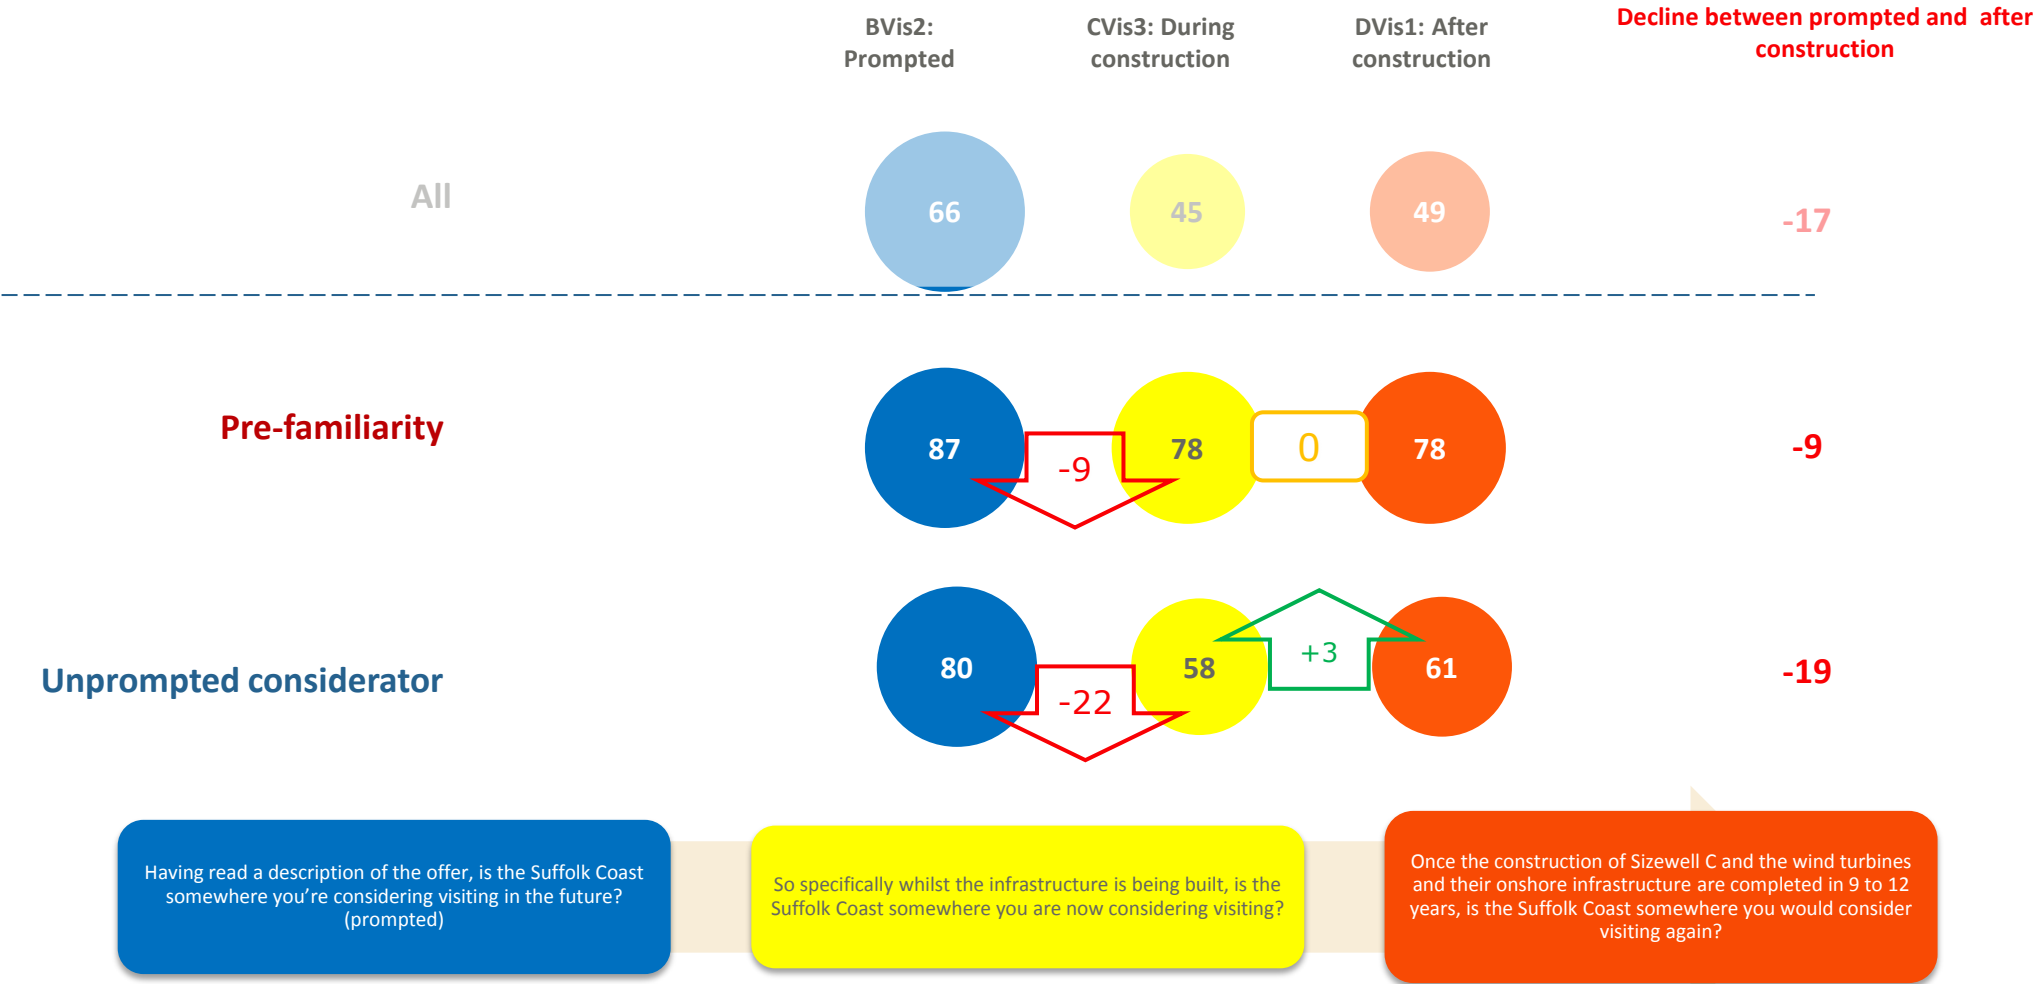 BVis2:
Prompted
CVis3: During
construction
DVis1: After
construction
Decline between prompted and  after
construction
All
66
45
49
-17
Pre-familiarity
87
-9
78
0
78
-9
Unprompted considerator
80
-22
58
+3
61
-19
Having read a description of the offer, is the Suffolk Coast
somewhere you’re considering visiting in the future?
(prompted)
So specifically whilst the infrastructure is being built, is the
Suffolk Coast somewhere you are now considering visiting?
Once the construction of Sizewell C and the wind turbines
and their onshore infrastructure are completed in 9 to 12
years, is the Suffolk Coast somewhere you would consider
visiting again?